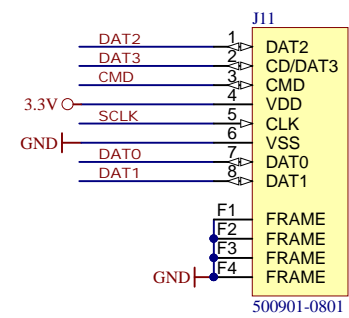 J11
DAT2 1 DAT2
DAT3 2 CD/DAT3
CMD 3 CMD
3.3V 4 VDD
SCLK 5 CLK
GND 6 VSS
DAT0 7 DAT0
DAT1 8 DAT1
F1 FRAME
F2 FRAME
F3 FRAME
GND F4 FRAME
500901-0801